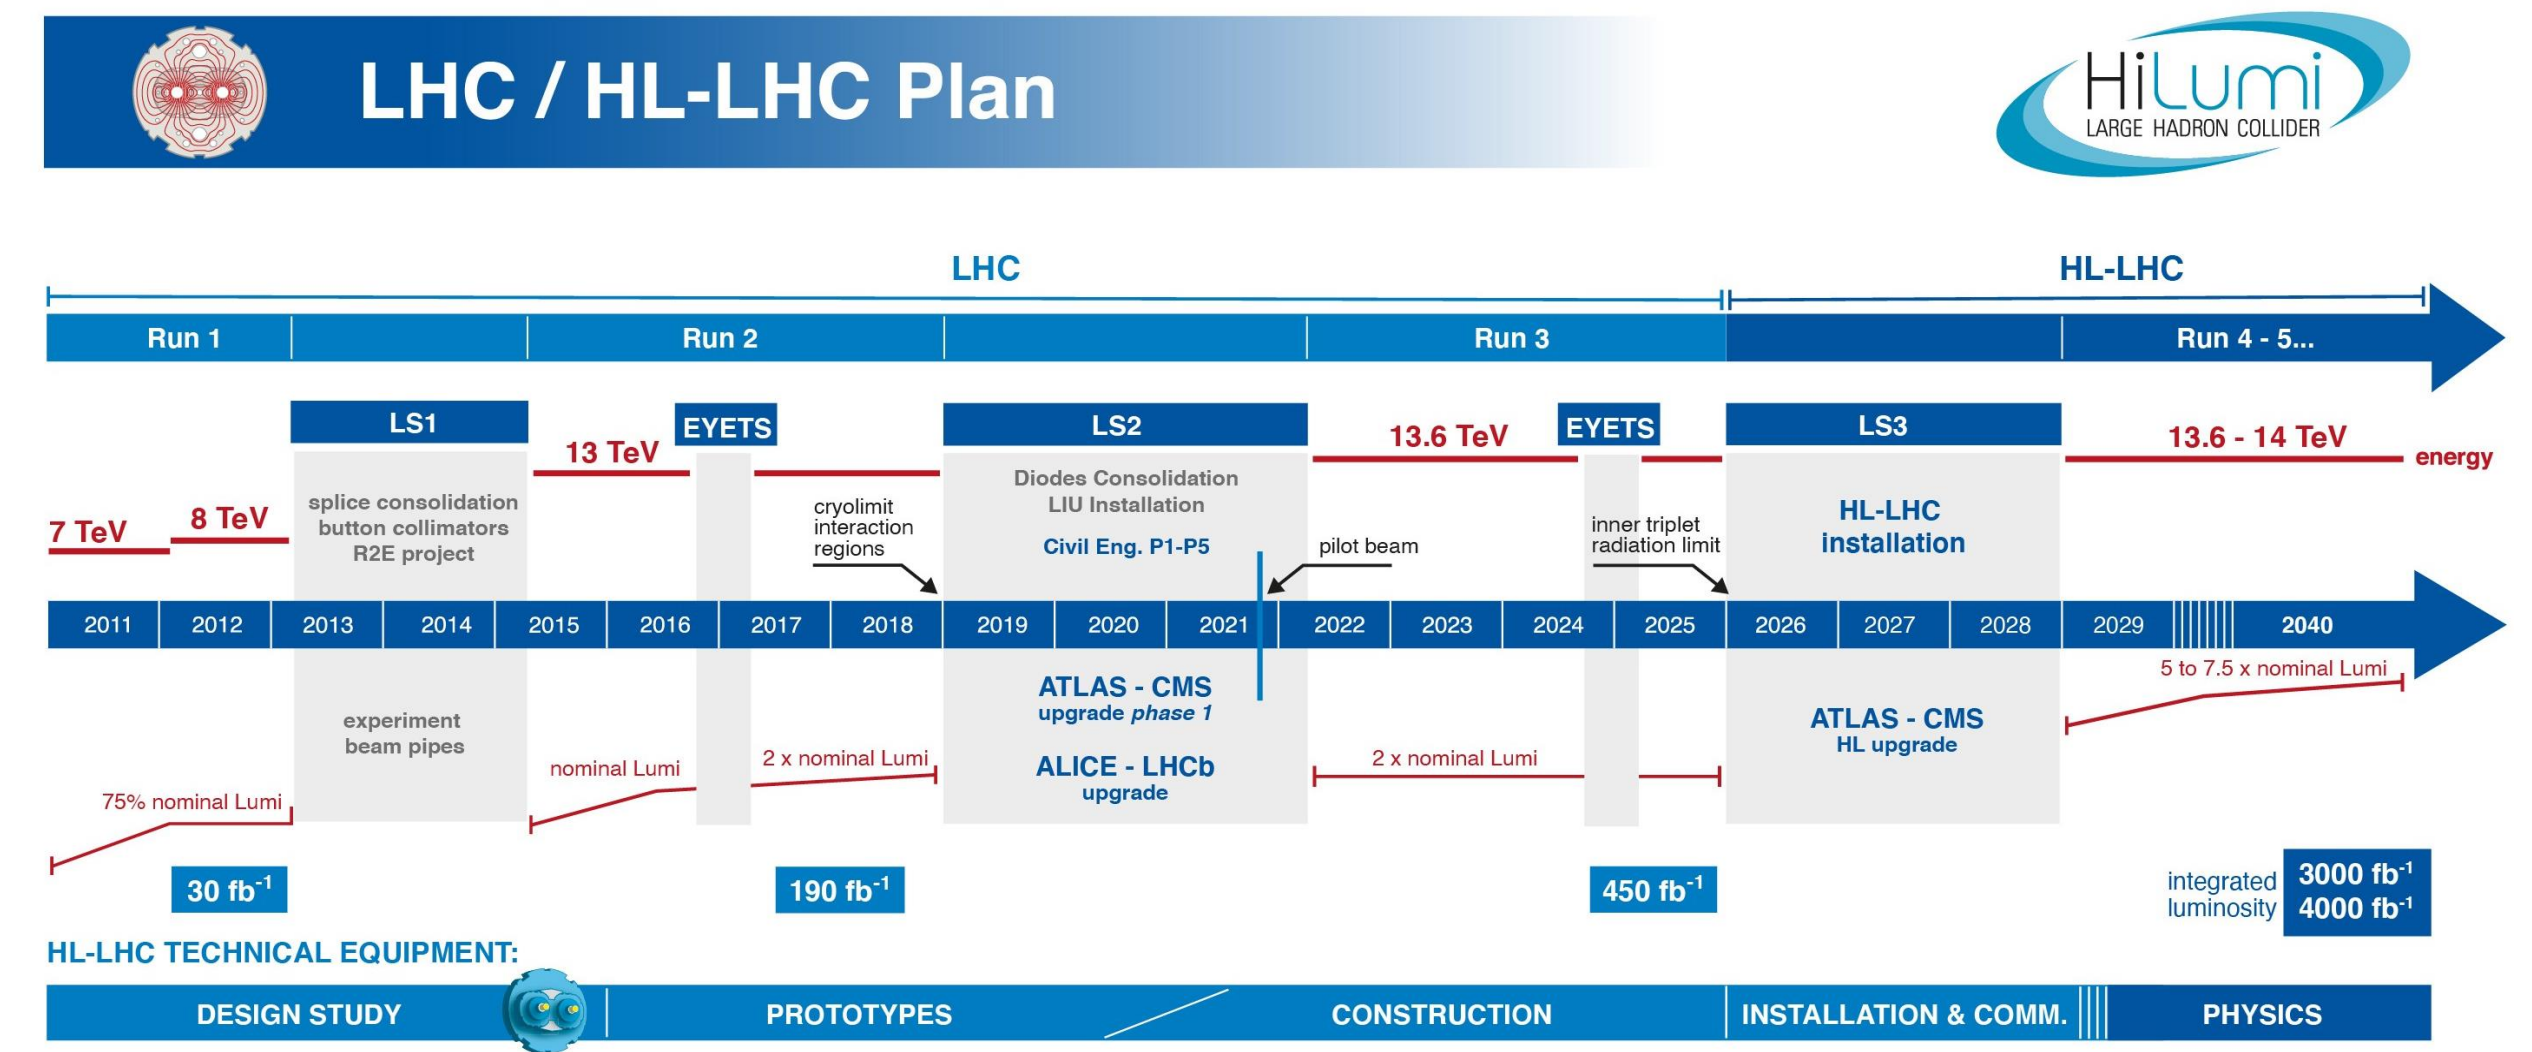 LHC / HL-LHC Plan
HiLumi
LARGE HADRON COLLIDER
LHC
HL-LHC
Run 1
Run 2
Run 3
Run 4 - 5...
LS1
EYETS
LS2
EYETS
LS3
13 TeV
13.6 TeV
13.6 - 14 TeV
energy
7 TeV
8 TeV
splice consolidation
button collimators
R2E project
cryolimit
interaction
regions
Diodes Consolidation
LIU Installation
Civil Eng. P1-P5
pilot beam
inner triplet
radiation limit
HL-LHC
installation
2011 2012 2013 2014 2015 2016 2017 2018 2019 2020 2021 2022 2023 2024 2025 2026 2027 2028 2029 2040
experiment
beam pipes
ATLAS - CMS
upgrade phase 1
ALICE - LHCb
upgrade
ATLAS - CMS
HL upgrade
5 to 7.5 x nominal Lumi
75% nominal Lumi
nominal Lumi
2 x nominal Lumi
2 x nominal Lumi
30 fb⁻¹
190 fb⁻¹
450 fb⁻¹
integrated
luminosity
3000 fb⁻¹
4000 fb⁻¹
HL-LHC TECHNICAL EQUIPMENT:
DESIGN STUDY
PROTOTYPES
CONSTRUCTION
INSTALLATION & COMM.
PHYSICS